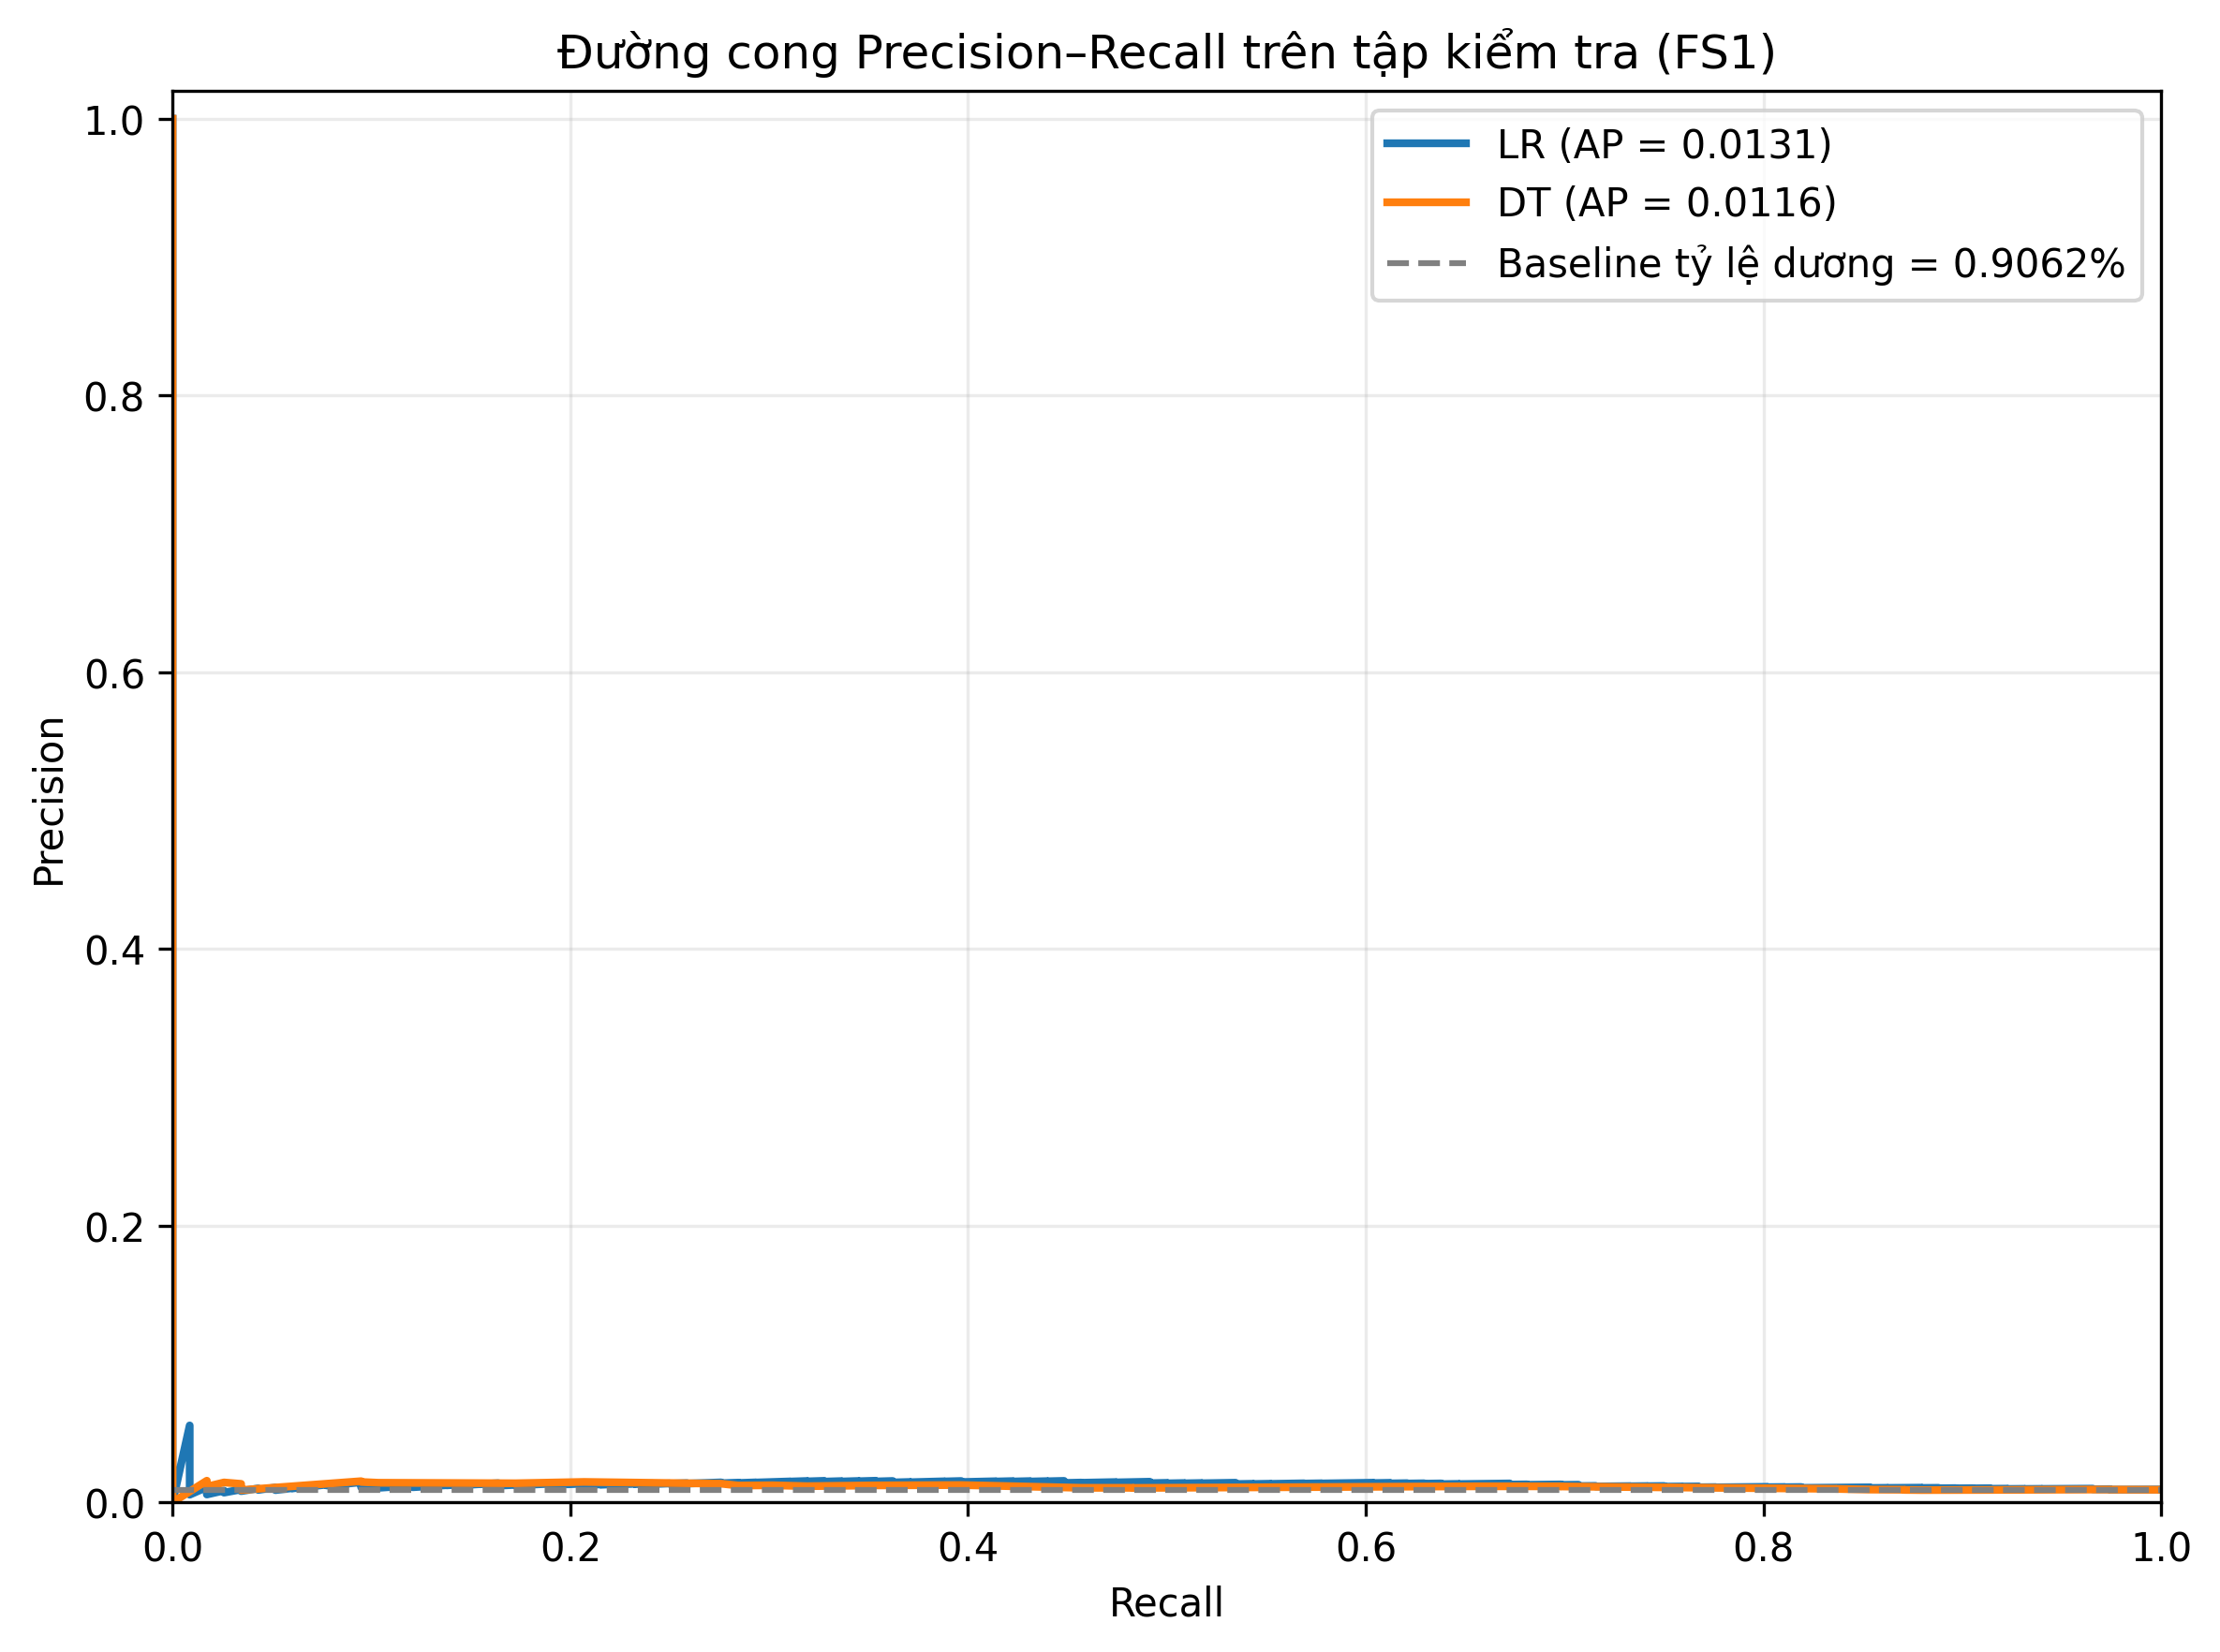 Đường cong Precision–Recall trên tập kiểm tra (FS1)
LR (AP = 0.0131)
DT (AP = 0.0116)
Baseline tỷ lệ dương = 0.9062%
Precision
1.0
0.8
0.6
0.4
0.2
0.0
0.0 0.2 0.4 0.6 0.8 1.0
Recall